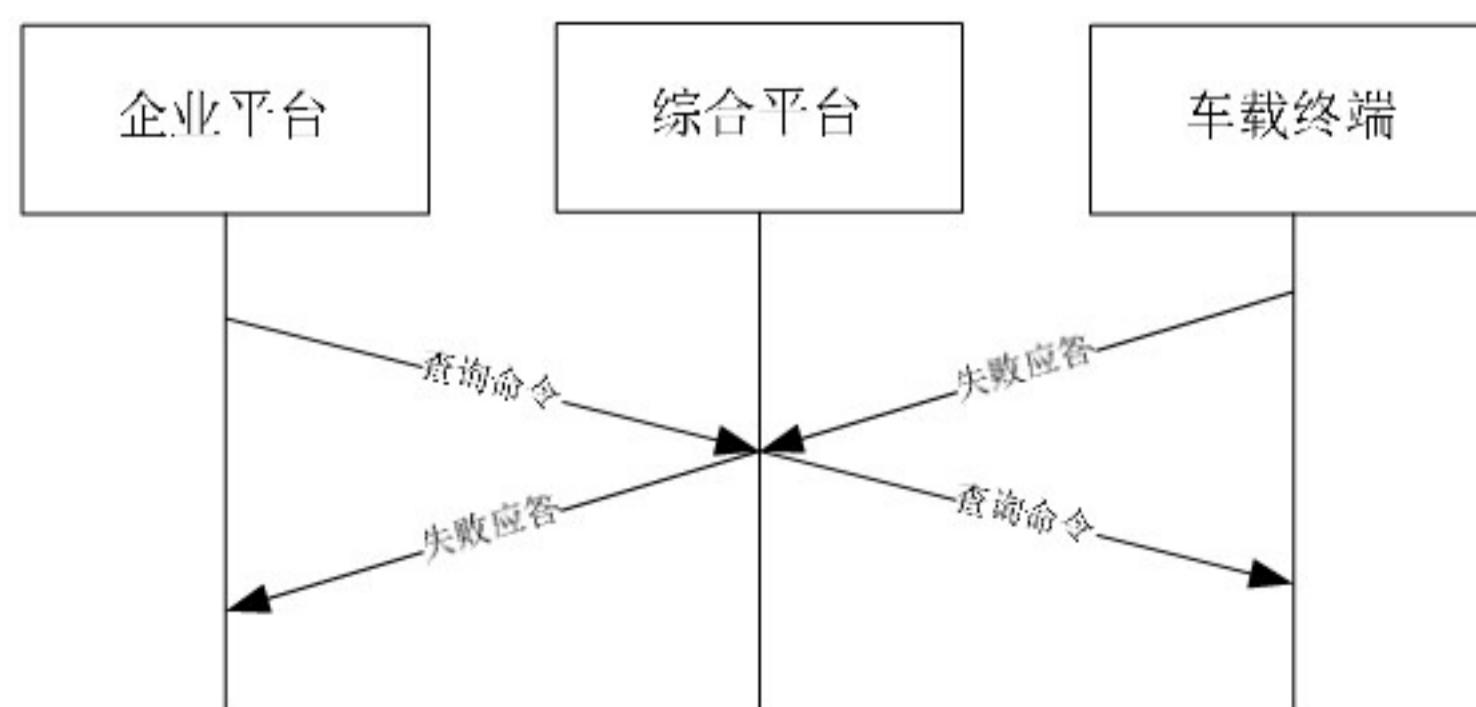 企业平台
综合平台
车载终端
查询命令
失败应答
失败应答
查询命令